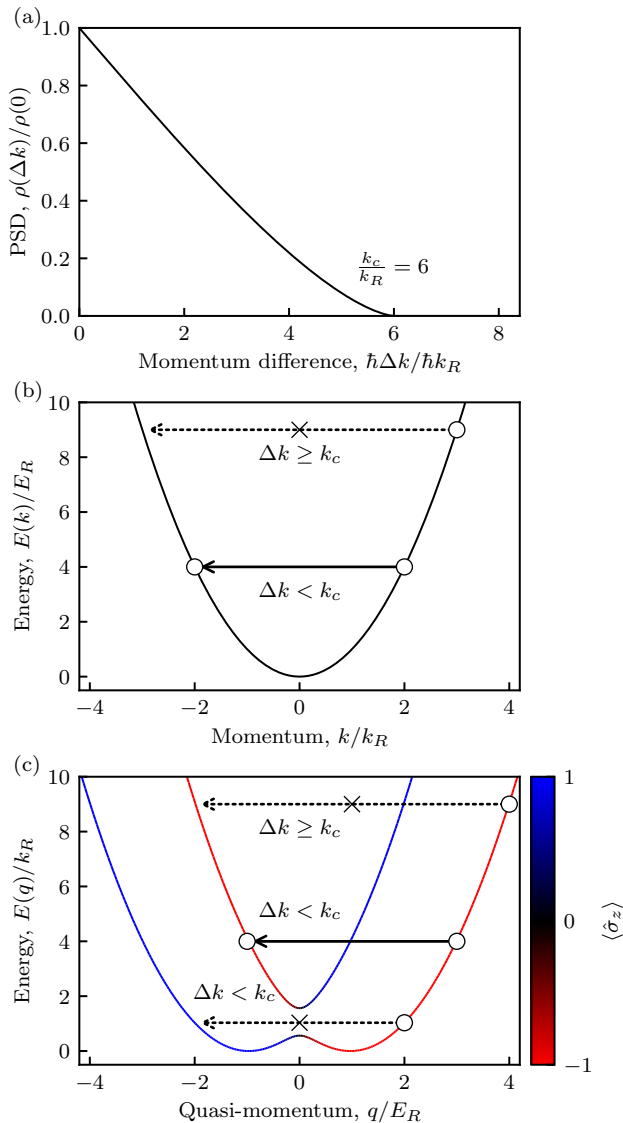 (a)
1.0
0.8
0.6
0.4
0.2
0.0
PSD, ρ(Δk)/ρ(0)
k_c/k_R = 6
0 2 4 6 8
Momentum difference, ℏΔk/ℏk_R
(b)
10
8
6
4
2
0
Energy, E(k)/E_R
Δk ≥ k_c
Δk < k_c
−4 −2 0 2 4
Momentum, k/k_R
(c)
10
8
6
4
2
0
Energy, E(q)/k_R
Δk ≥ k_c
Δk < k_c
Δk < k_c
−4 −2 0 2 4
Quasi-momentum, q/E_R
1
0
−1
⟨σ̂_z⟩